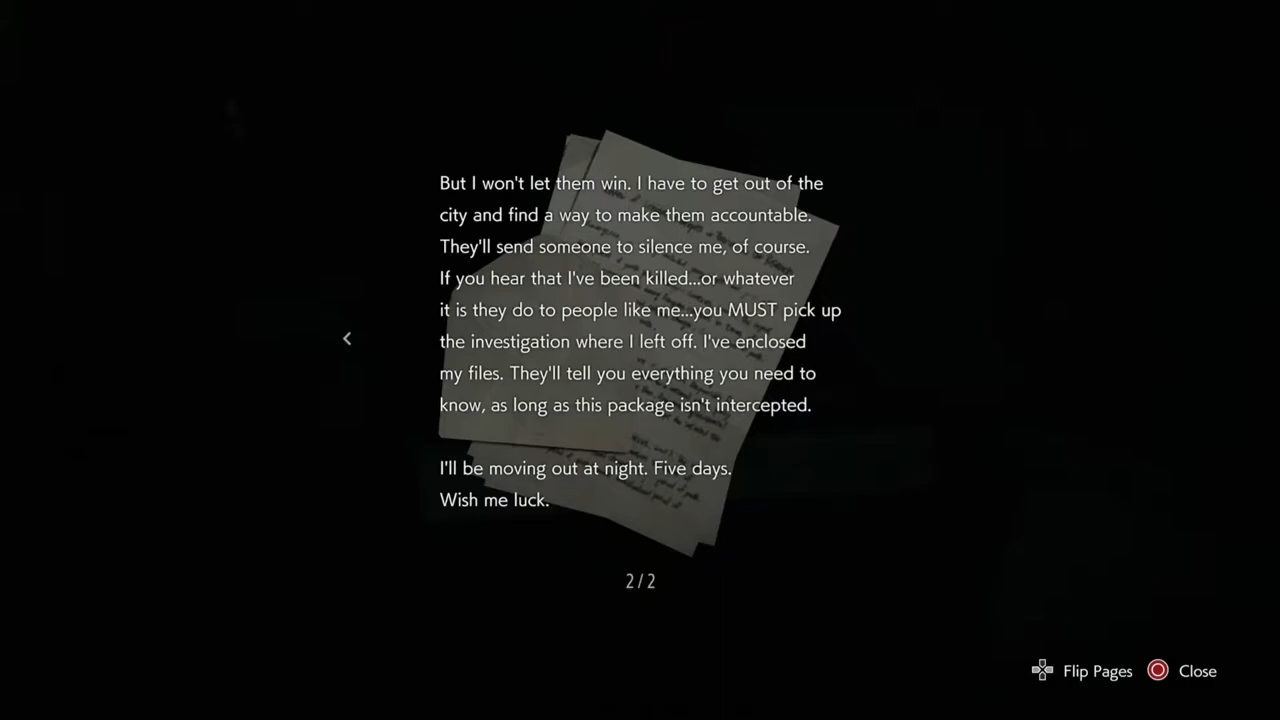 But I won't let them win. I have to get out of the
city and find a way to make them accountable.
They'll send someone to silence me, of course.
If you hear that I've been killed...or whatever
it is they do to people like me...you MUST pick up
the investigation where I left off. I've enclosed
my files. They'll tell you everything you need to
know, as long as this package isn't intercepted.
I'll be moving out at night. Five days.
Wish me luck.
2/2
Flip Pages
Close